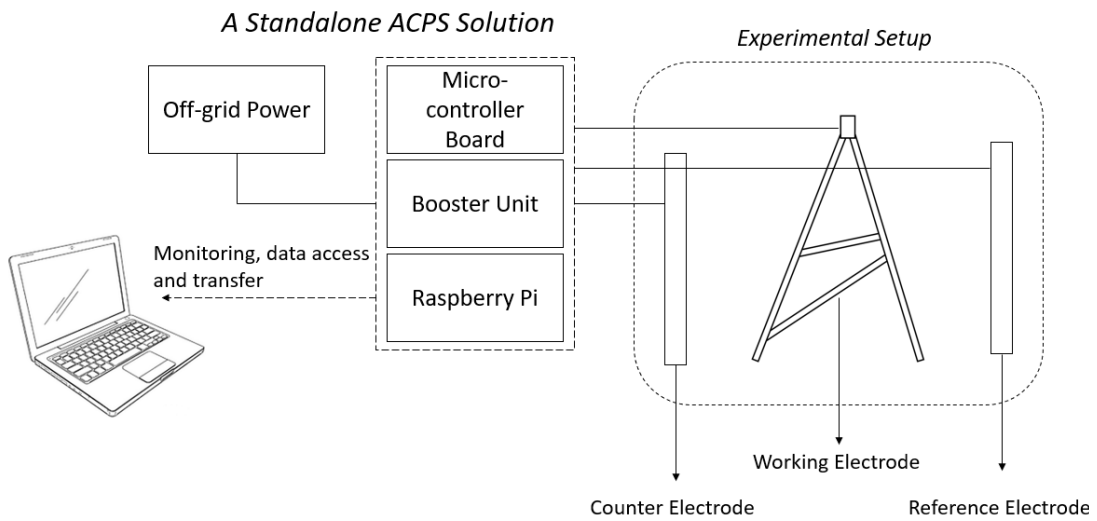 A Standalone ACPS Solution
Experimental Setup
Off-grid Power
Micro-
controller
Board
Booster Unit
Raspberry Pi
Monitoring, data access
and transfer
Working Electrode
Counter Electrode
Reference Electrode